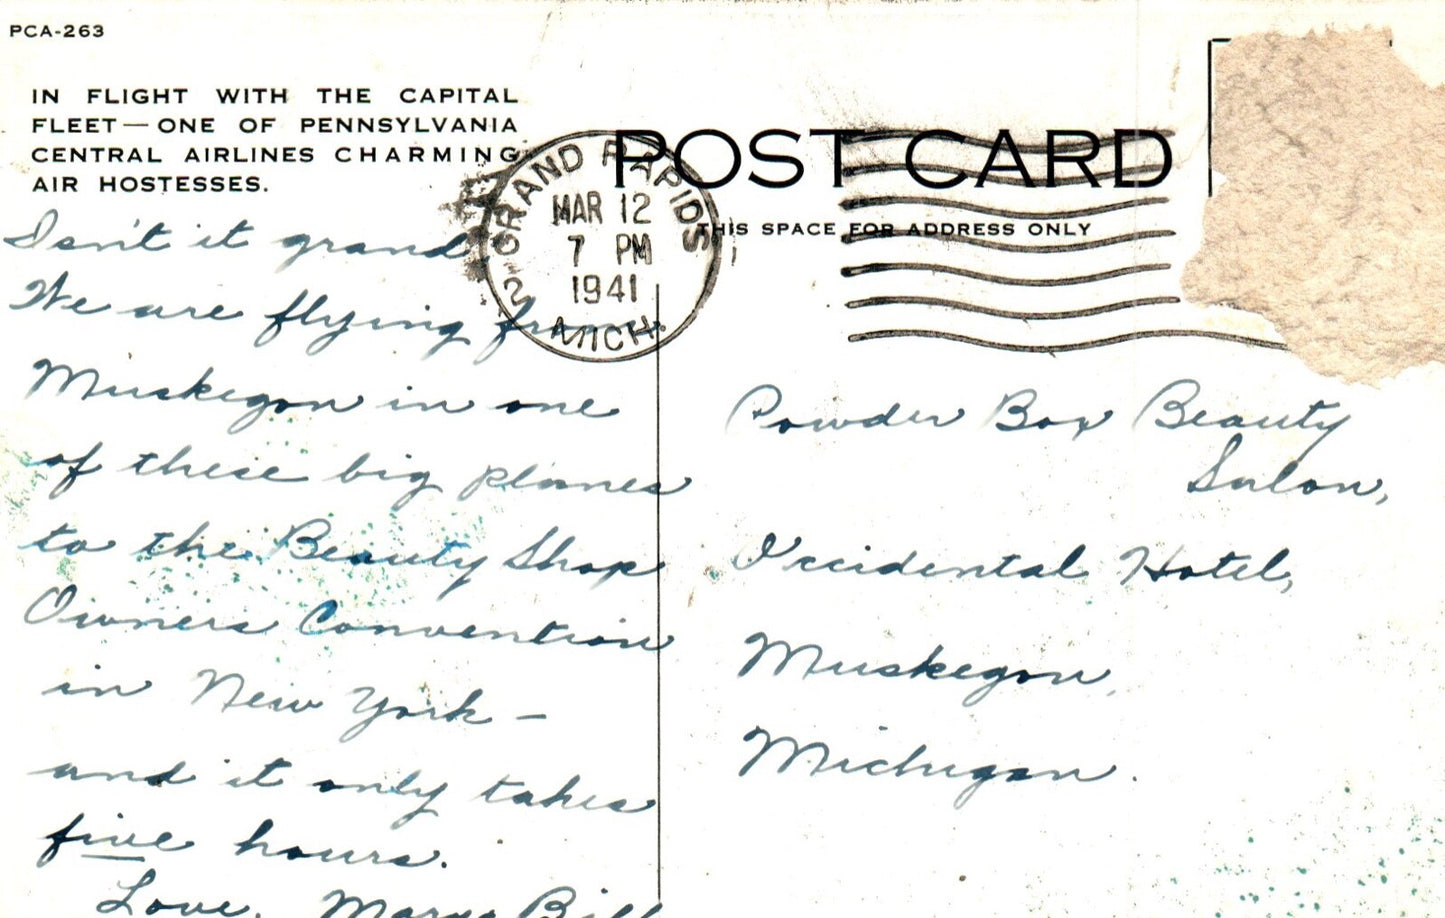 PCA-263
IN FLIGHT WITH THE CAPITAL
FLEET—ONE OF PENNSYLVANIA
CENTRAL AIRLINES CHARMING
AIR HOSTESSES.
POST CARD
THIS SPACE FOR ADDRESS ONLY
GRAND RAPIDS
MAR 12
7 PM
1941
2 MICH.
Isn't it grand
We are flying from
Muskegon in one
of these big planes
to the Beauty Shop
Owners Convention
in New York –
and it only takes
five hours.
Love, Bill
Powder Box Beauty
Salon,
Occidental Hotel,
Muskegon,
Michigan.